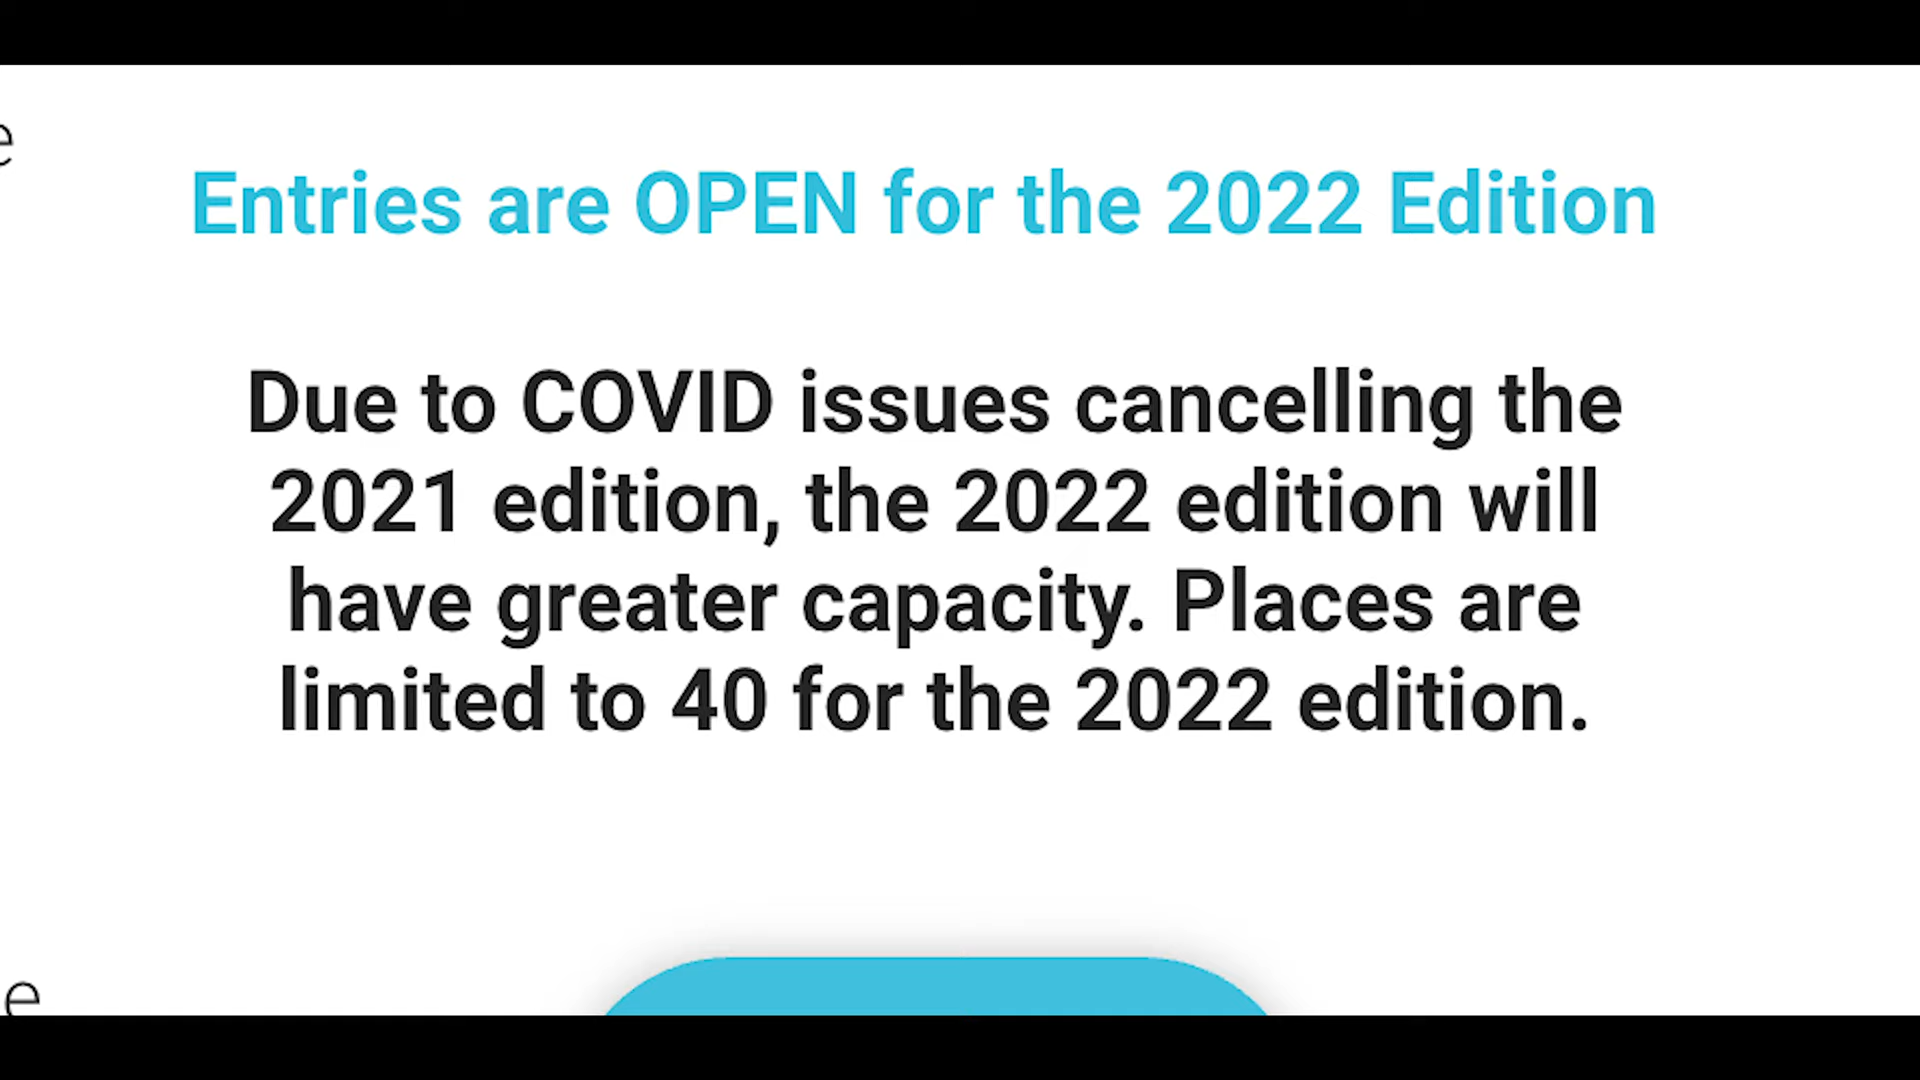 e
Entries are OPEN for the 2022 Edition
Due to COVID issues cancelling the
2021 edition, the 2022 edition will
have greater capacity. Places are
limited to 40 for the 2022 edition.
e